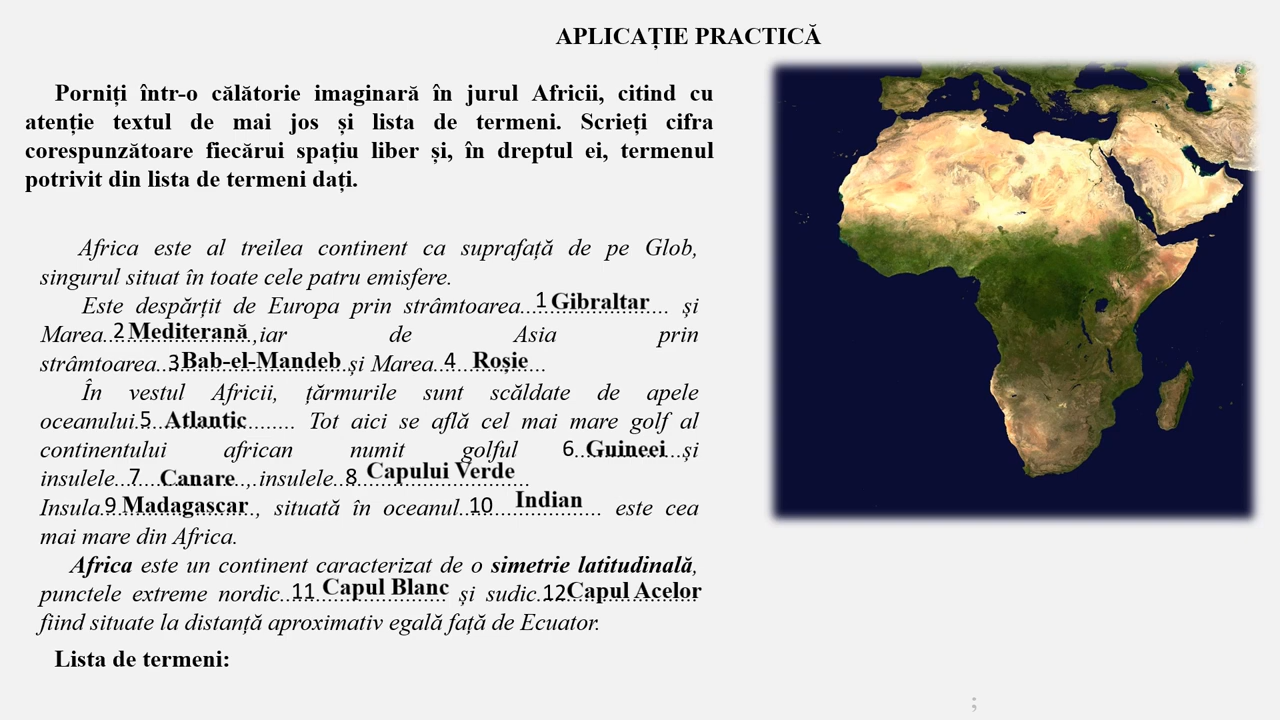 APLICAȚIE PRACTICĂ
Porniți într-o călătorie imaginară în jurul Africii, citind cu
atenție textul de mai jos și lista de termeni. Scrieți cifra
corespunzătoare fiecărui spațiu liber și, în dreptul ei, termenul
potrivit din lista de termeni dați.
Africa este al treilea continent ca suprafață de pe Glob,
singurul situat în toate cele patru emisfere.
Este despărțit de Europa prin strâmtoarea...1 Gibraltar... și
Marea...2 Mediterană...,iar de Asia prin
strâmtoarea...3 Bab-el-Mandeb.și Marea...4 Roșie...
În vestul Africii, țărmurile sunt scăldate de apele
oceanului.5 Atlantic........ Tot aici se află cel mai mare golf al
continentului african numit golful 6...Guineei...și
insulele...7...Canare..,.insulele..8. Capului Verde
Insula.9 Madagascar., situată în oceanul..10 Indian... este cea
mai mare din Africa.
Africa este un continent caracterizat de o simetrie latitudinală,
punctele extreme nordic...11 Capul Blanc și sudic.12 Capul Acelor
fiind situate la distanță aproximativ egală față de Ecuator.
Lista de termeni:
;